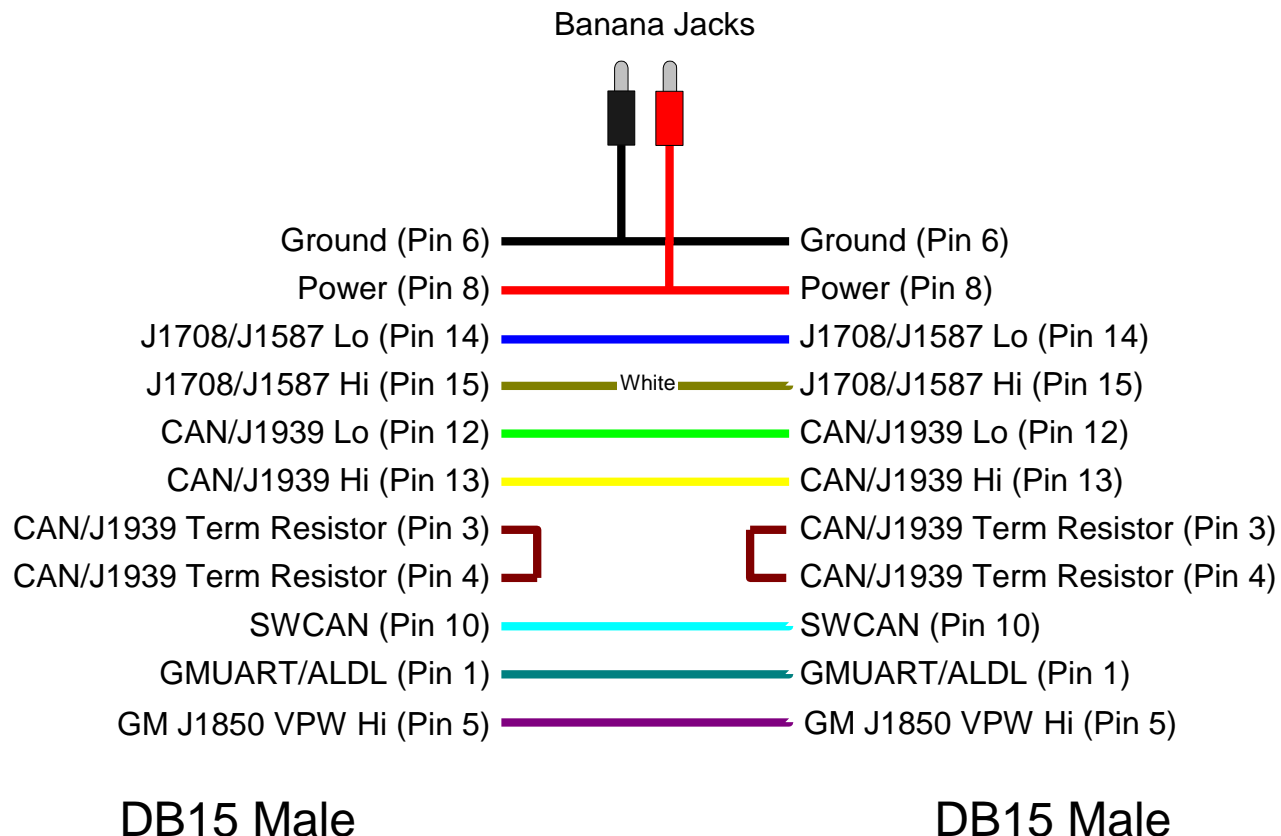 Banana Jacks
Ground (Pin 6) Ground (Pin 6)
Power (Pin 8) Power (Pin 8)
J1708/J1587 Lo (Pin 14) J1708/J1587 Lo (Pin 14)
J1708/J1587 Hi (Pin 15) White J1708/J1587 Hi (Pin 15)
CAN/J1939 Lo (Pin 12) CAN/J1939 Lo (Pin 12)
CAN/J1939 Hi (Pin 13) CAN/J1939 Hi (Pin 13)
CAN/J1939 Term Resistor (Pin 3) CAN/J1939 Term Resistor (Pin 3)
CAN/J1939 Term Resistor (Pin 4) CAN/J1939 Term Resistor (Pin 4)
SWCAN (Pin 10) SWCAN (Pin 10)
GMUART/ALDL (Pin 1) GMUART/ALDL (Pin 1)
GM J1850 VPW Hi (Pin 5) GM J1850 VPW Hi (Pin 5)
DB15 Male DB15 Male